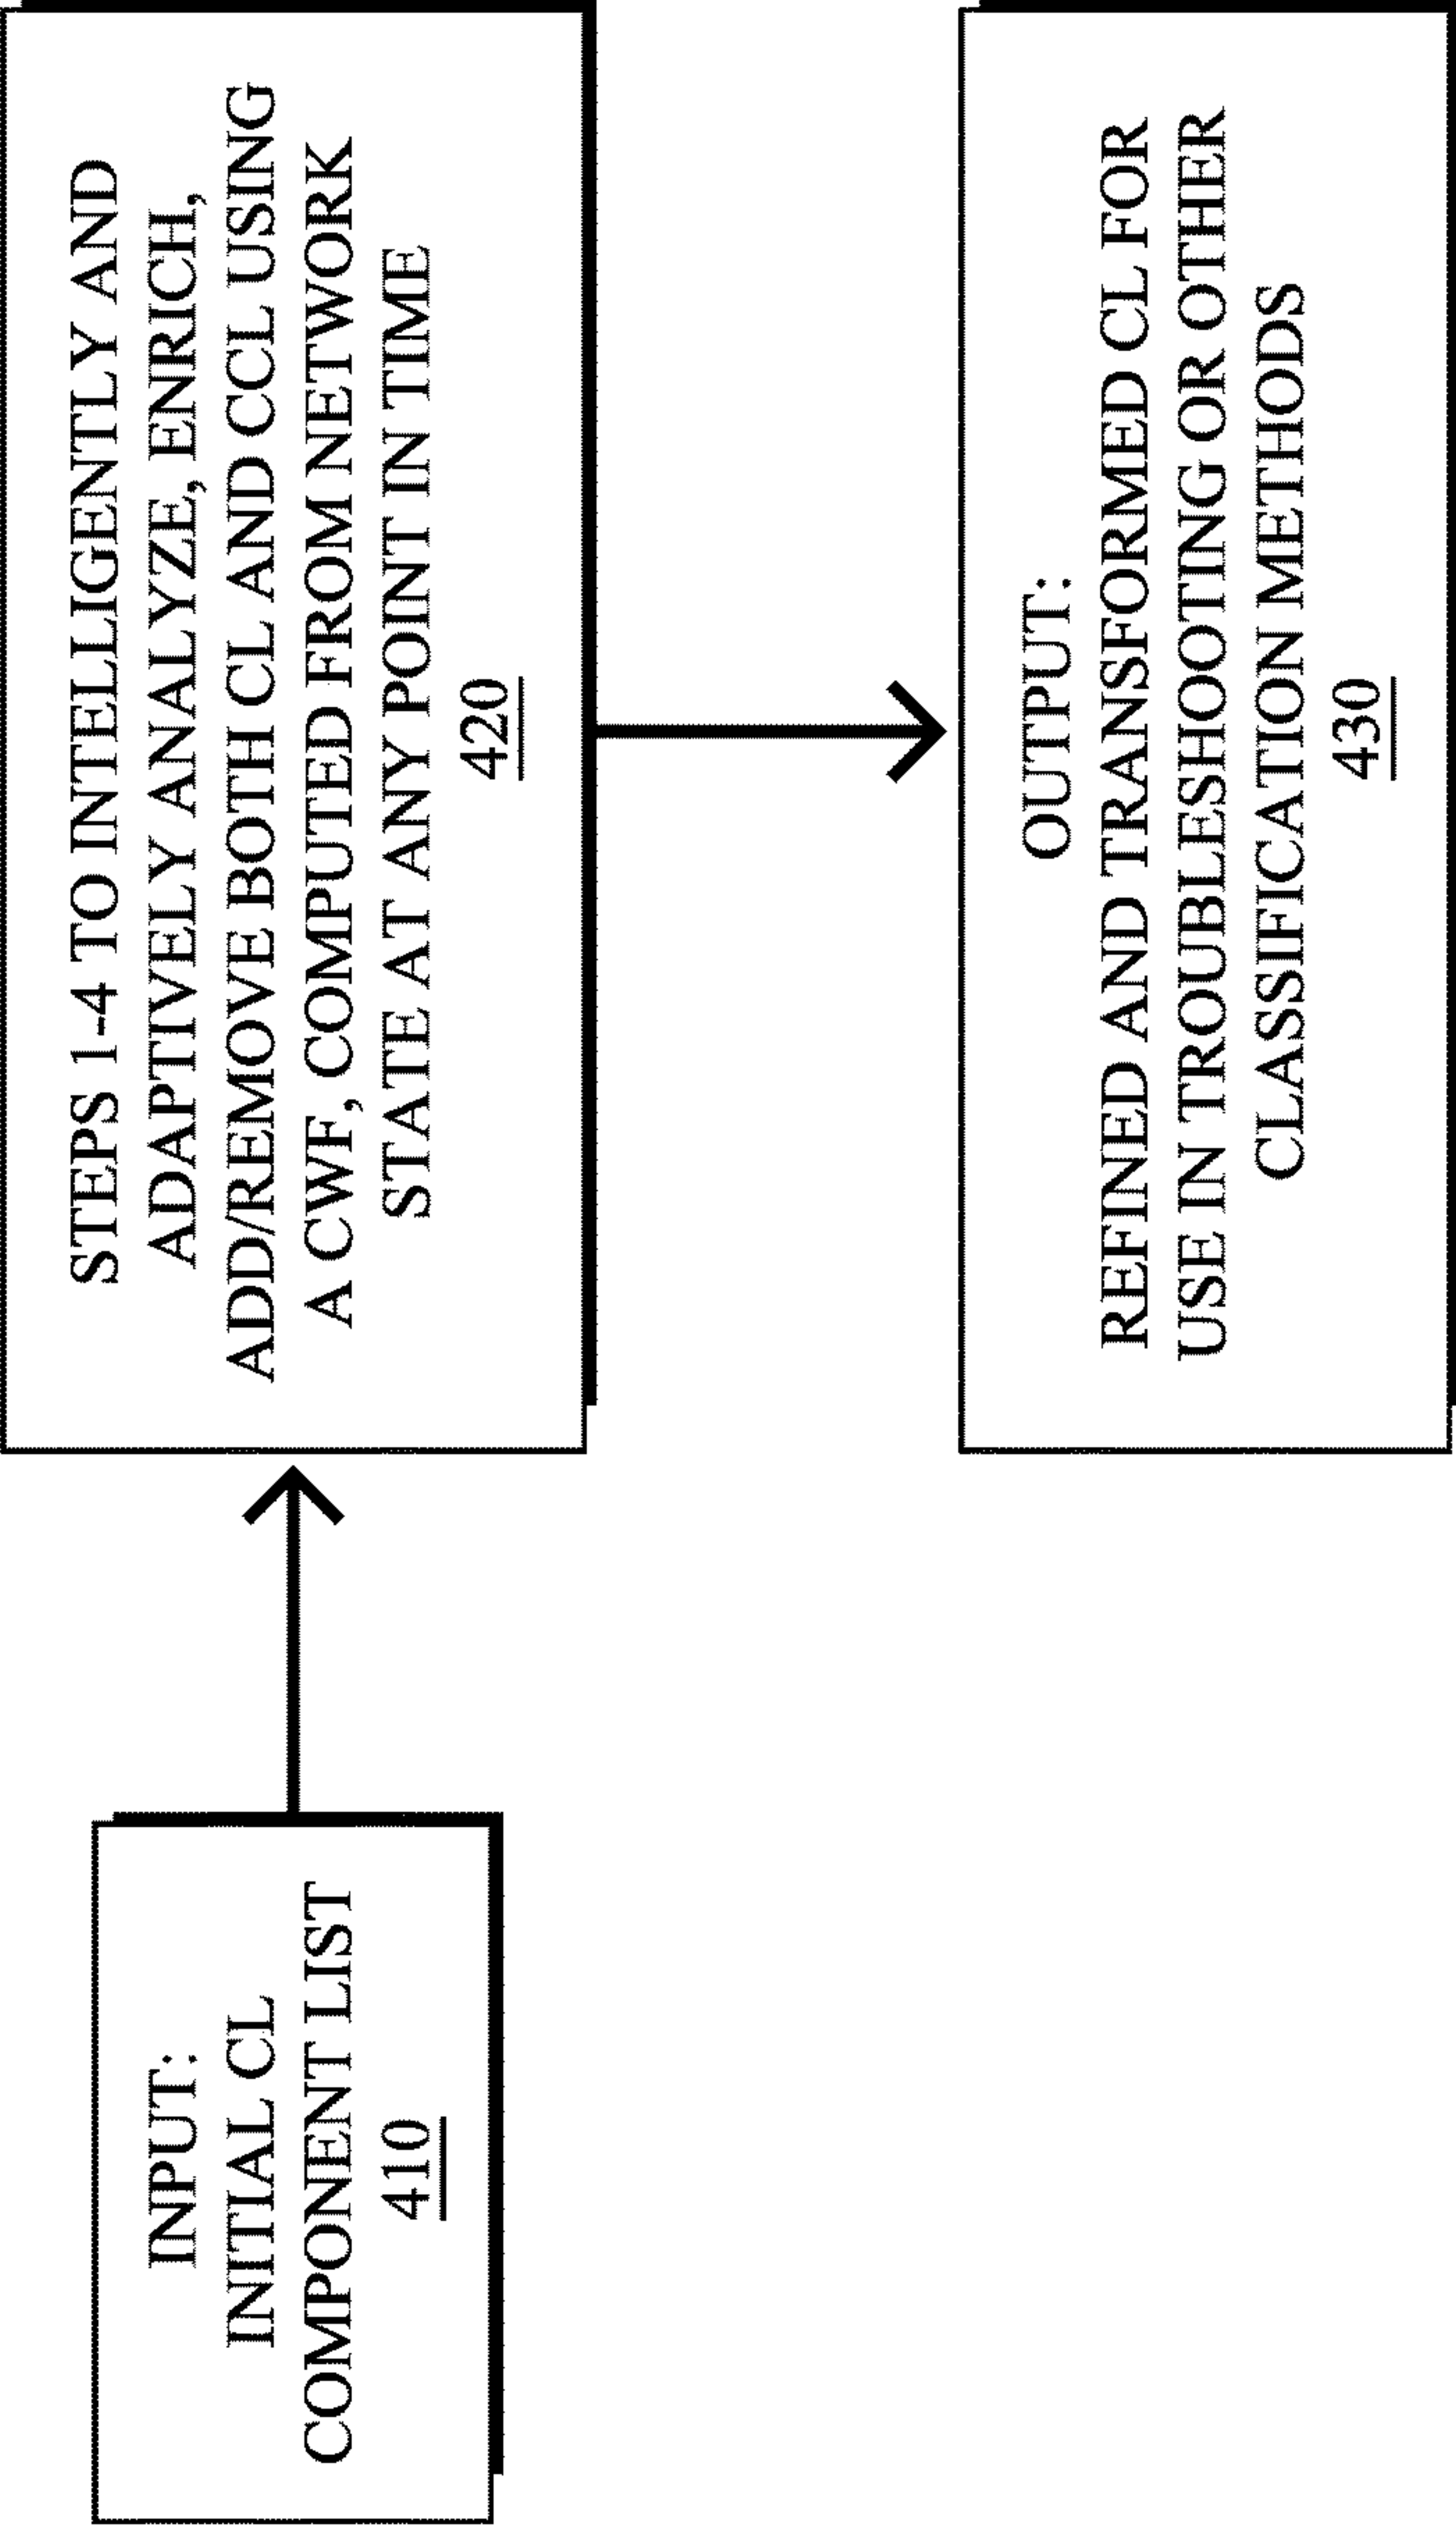 INPUT:
INITIAL CL
COMPONENT LIST
410
STEPS 1-4 TO INTELLIGENTLY AND
ADAPTIVELY ANALYZE, ENRICH,
ADD/REMOVE BOTH CL AND CCL USING
A CWF, COMPUTED FROM NETWORK
STATE AT ANY POINT IN TIME
420
OUTPUT:
REFINED AND TRANSFORMED CL FOR
USE IN TROUBLESHOOTING OR OTHER
CLASSIFICATION METHODS
430